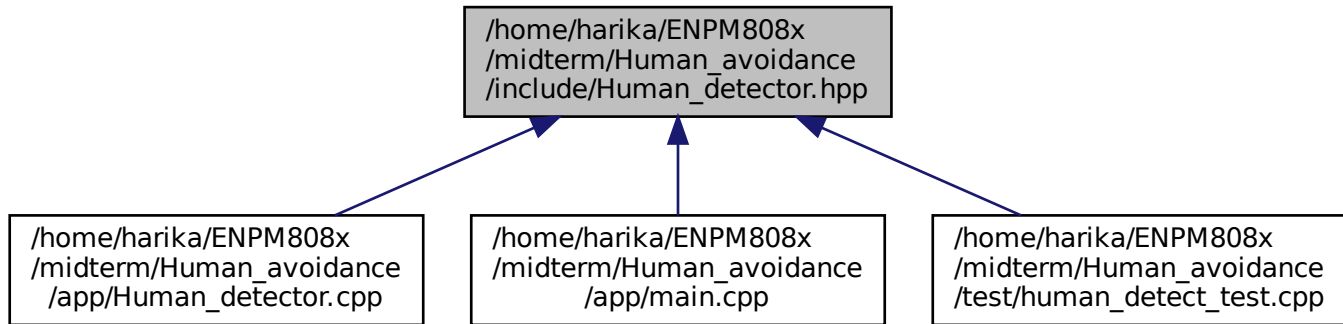 /home/harika/ENPM808x
/midterm/Human_avoidance
/include/Human_detector.hpp
/home/harika/ENPM808x
/midterm/Human_avoidance
/app/Human_detector.cpp
/home/harika/ENPM808x
/midterm/Human_avoidance
/app/main.cpp
/home/harika/ENPM808x
/midterm/Human_avoidance
/test/human_detect_test.cpp